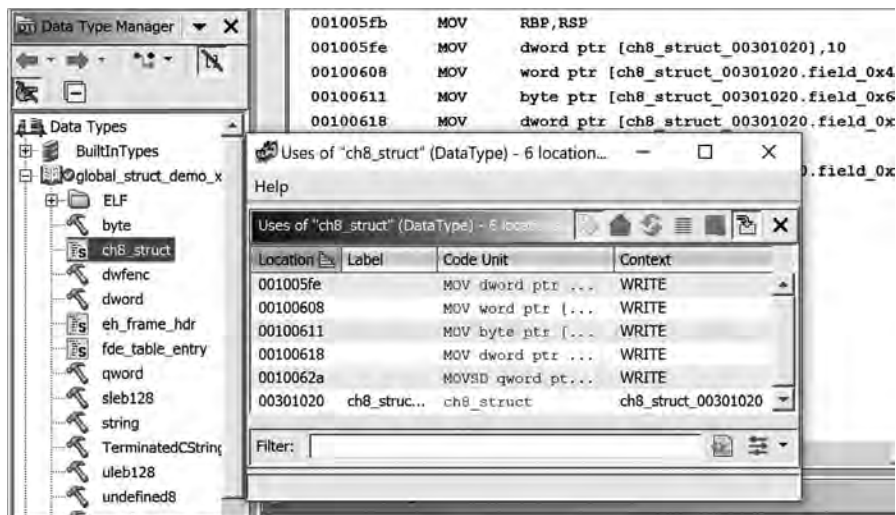 Data Type Manager
Data Types
BuiltInTypes
global_struct_demo_x
ELF
byte
ch8_struct
dwfenc
dword
eh_frame_hdr
fde_table_entry
qword
sleb128
string
TerminatedCString
uleb128
undefined8
001005fb MOV RBP,RSP
001005fe MOV dword ptr [ch8_struct_00301020],10
00100608 MOV word ptr [ch8_struct_00301020.field_0x4
00100611 MOV byte ptr [ch8_struct_00301020.field_0x6
00100618 MOV dword ptr [ch8_struct_00301020.field_0x
0.field_0x
Uses of "ch8_struct" (DataType) - 6 location...
Help
Uses of "ch8_struct" (DataType) - 6 locations
Location Label Code Unit Context
001005fe MOV dword ptr ... WRITE
00100608 MOV word ptr [... WRITE
00100611 MOV byte ptr [... WRITE
00100618 MOV dword ptr ... WRITE
0010062a MOVSD qword pt... WRITE
00301020 ch8_struc... ch8_struct ch8_struct_00301020
Filter: